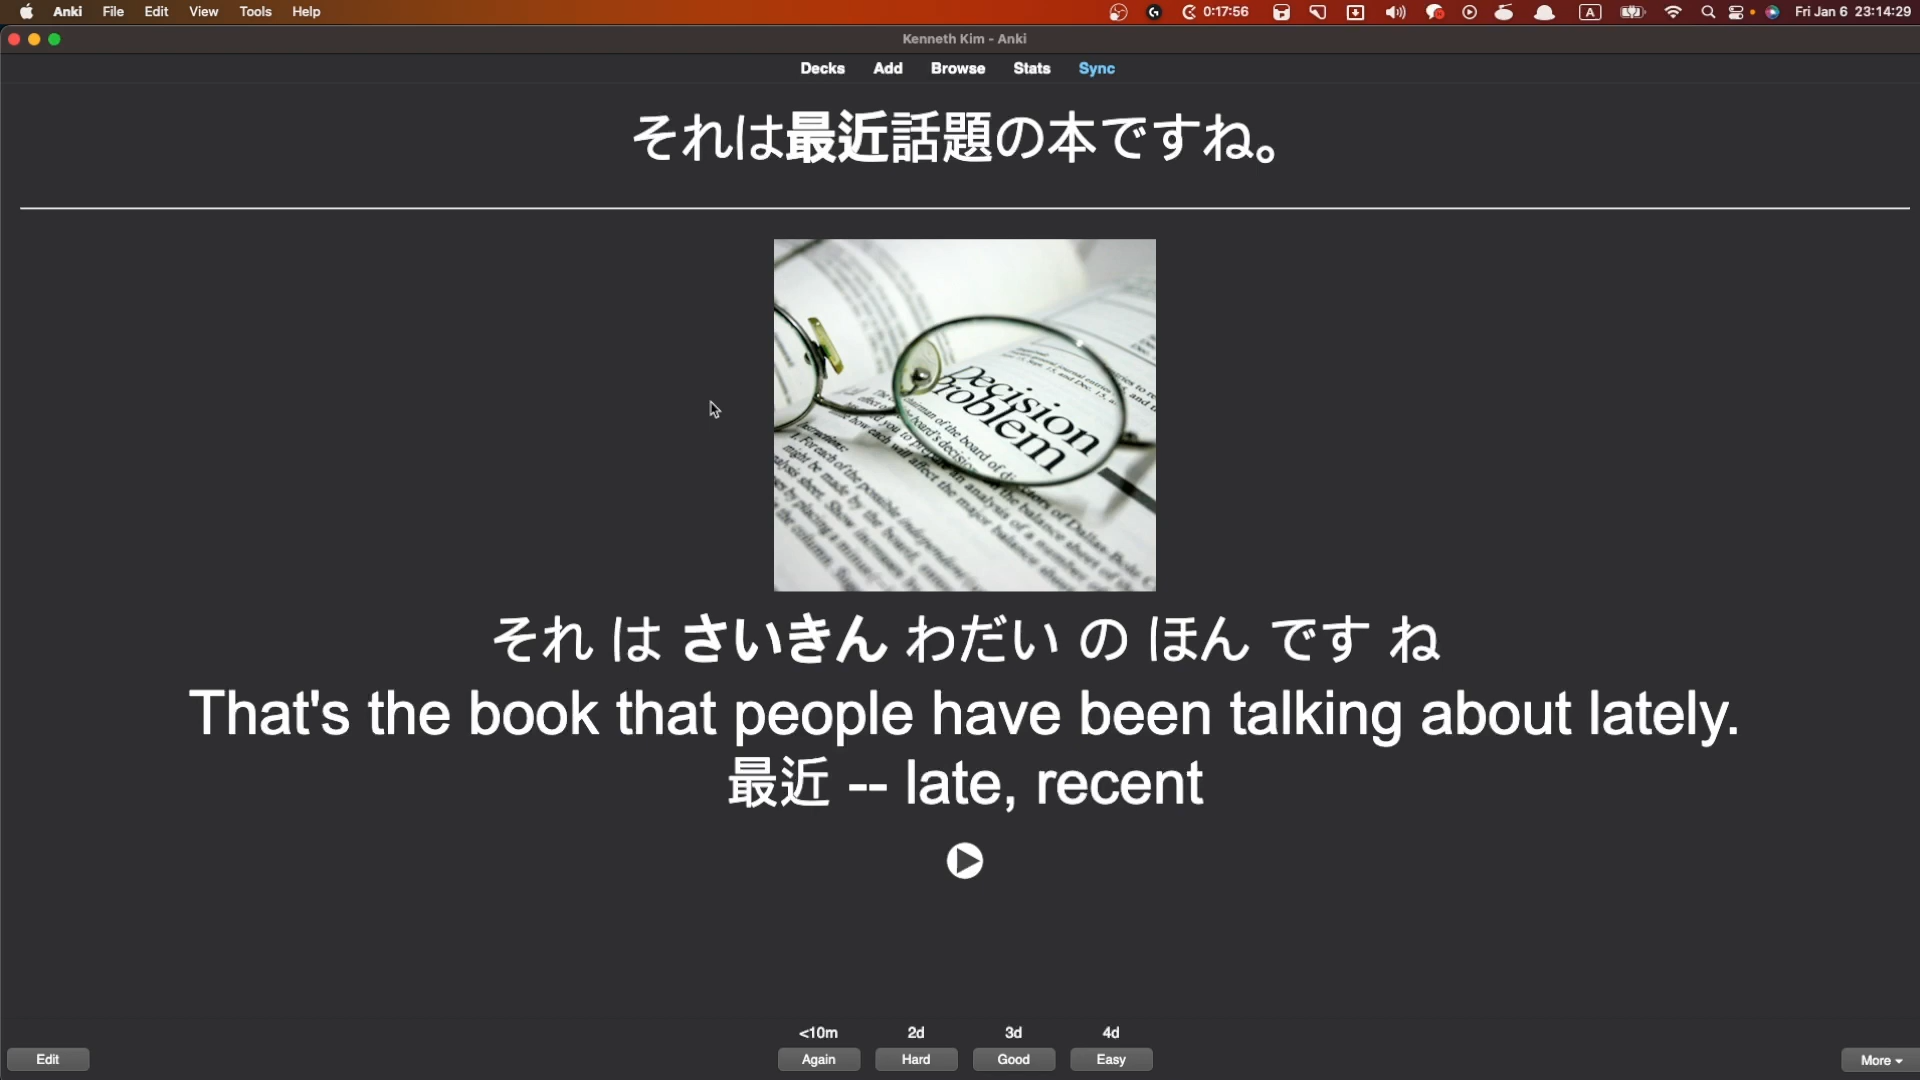 Anki File Edit View Tools Help 0:17:56 A Fri Jan 6 23:14:29
Kenneth Kim - Anki
Decks Add Browse Stats Sync
それは最近話題の本ですね。
Decision
Problem
それ は さいきん わだい の ほん です ね
That's the book that people have been talking about lately.
最近 -- late, recent
<10m 2d 3d 4d
Edit Again Hard Good Easy More